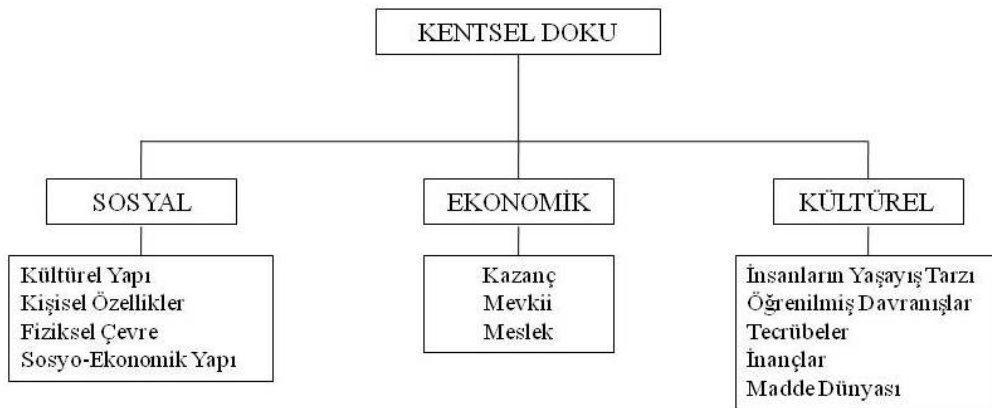 KENTSEL DOKU
SOSYAL
EKONOMİK
KÜLTÜREL
Kültürel Yapı
Kişisel Özellikler
Fiziksel Çevre
Sosyo-Ekonomik Yapı
Kazanç
Mevkii
Meslek
İnsanların Yaşayış Tarzı
Öğrenilmiş Davranışlar
Tecrübeler
İnançlar
Madde Dünyası